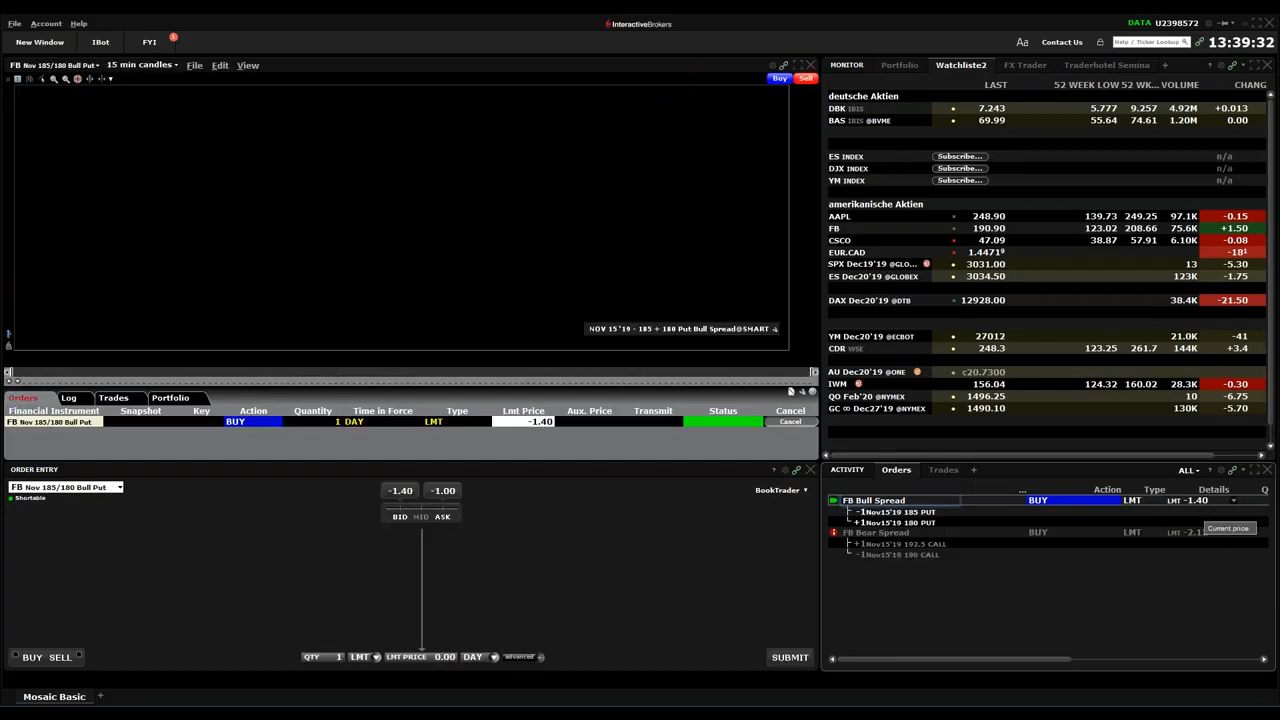 File Account Help
InteractiveBrokers
DATA U2398572
New Window IBot FYI 1
Aa Contact Us Help / Ticker Lookup 13:39:32
FB Nov 185/180 Bull Put 15 min candles File Edit View
Buy Sell
NOV 15 '19 - 185 + 180 Put Bull Spread@SMART
Orders Log Trades Portfolio
Financial Instrument Snapshot Key Action Quantity Time in Force Type Lmt Price Aux. Price Transmit Status Cancel
FB Nov 185/180 Bull Put BUY 1 DAY LMT -1.40 Cancel
ORDER ENTRY
FB Nov 185/180 Bull Put
Shortable
-1.40 -1.00
BID MID ASK
BookTrader
BUY SELL
QTY 1 LMT LMT PRICE 0.00 DAY advanced
SUBMIT
Mosaic Basic +
MONITOR Portfolio Watchliste2 FX Trader Traderhotel Semina +
LAST 52 WEEK LOW 52 WK... VOLUME CHANG
deutsche Aktien
DBK IBIS 7.243 5.777 9.257 4.92M +0.013
BAS IBIS @BVME 69.99 55.64 74.61 1.20M 0.00
ES INDEX Subscribe... n/a
DJX INDEX Subscribe... n/a
YM INDEX Subscribe... n/a
amerikanische Aktien
AAPL 248.90 139.73 249.25 97.1K -0.15
FB 190.90 123.02 208.66 75.6K +1.50
CSCO 47.09 38.87 57.91 6.10K -0.08
EUR.CAD 1.4471⁹ -18¹
SPX Dec19'19 @GLO... 3031.00 13 -5.30
ES Dec20'19 @GLOBEX 3034.50 123K -1.75
DAX Dec20'19 @DTB 12928.00 38.4K -21.50
YM Dec20'19 @ECBOT 27012 21.0K -41
CDR WSE 248.3 123.25 261.7 144K +3.4
AU Dec20'19 @ONE c20.7300
IWM 156.04 124.32 160.02 28.3K -0.30
QO Feb'20 @NYMEX 1496.25 10 -6.75
GC ∞ Dec27'19 @NYMEX 1490.10 130K -5.70
ACTIVITY Orders Trades + ALL
... Action Type Details Q
FB Bull Spread BUY LMT LMT -1.40
-1Nov15'19 185 PUT
+1Nov15'19 180 PUT
Current price
FB Bear Spread BUY LMT LMT
+1Nov15'19 192.5 CALL
-1Nov15'19 190 CALL